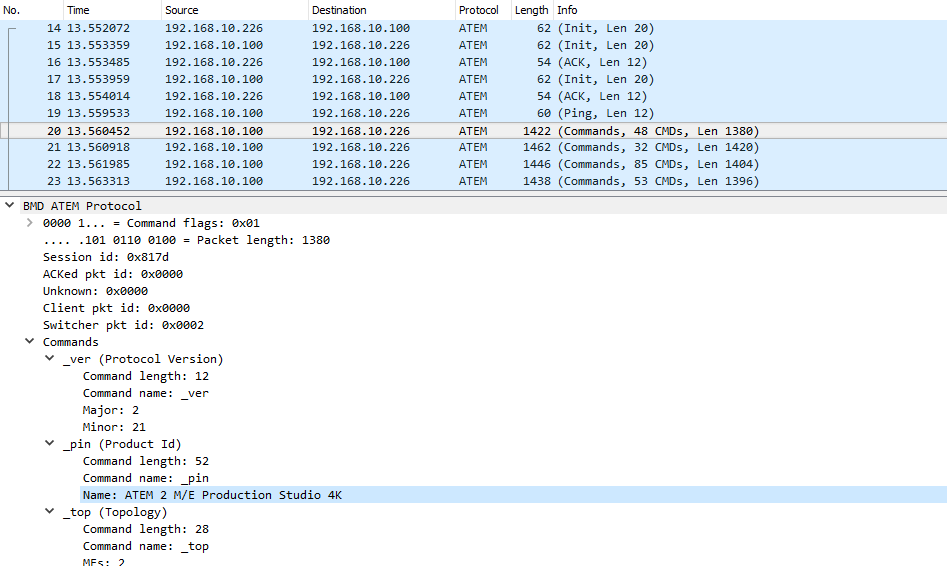 No. Time Source Destination Protocol Length Info
14 13.552072 192.168.10.226 192.168.10.100 ATEM 62 (Init, Len 20)
15 13.553359 192.168.10.100 192.168.10.226 ATEM 62 (Init, Len 20)
16 13.553485 192.168.10.226 192.168.10.100 ATEM 54 (ACK, Len 12)
17 13.553959 192.168.10.100 192.168.10.226 ATEM 62 (Init, Len 20)
18 13.554014 192.168.10.226 192.168.10.100 ATEM 54 (ACK, Len 12)
19 13.559533 192.168.10.100 192.168.10.226 ATEM 60 (Ping, Len 12)
20 13.560452 192.168.10.100 192.168.10.226 ATEM 1422 (Commands, 48 CMDs, Len 1380)
21 13.560918 192.168.10.100 192.168.10.226 ATEM 1462 (Commands, 32 CMDs, Len 1420)
22 13.561985 192.168.10.100 192.168.10.226 ATEM 1446 (Commands, 85 CMDs, Len 1404)
23 13.563313 192.168.10.100 192.168.10.226 ATEM 1438 (Commands, 53 CMDs, Len 1396)
BMD ATEM Protocol
0000 1... = Command flags: 0x01
.... .101 0110 0100 = Packet length: 1380
Session id: 0x817d
ACKed pkt id: 0x0000
Unknown: 0x0000
Client pkt id: 0x0000
Switcher pkt id: 0x0002
Commands
_ver (Protocol Version)
Command length: 12
Command name: _ver
Major: 2
Minor: 21
_pin (Product Id)
Command length: 52
Command name: _pin
Name: ATEM 2 M/E Production Studio 4K
_top (Topology)
Command length: 28
Command name: _top
MEs: 2